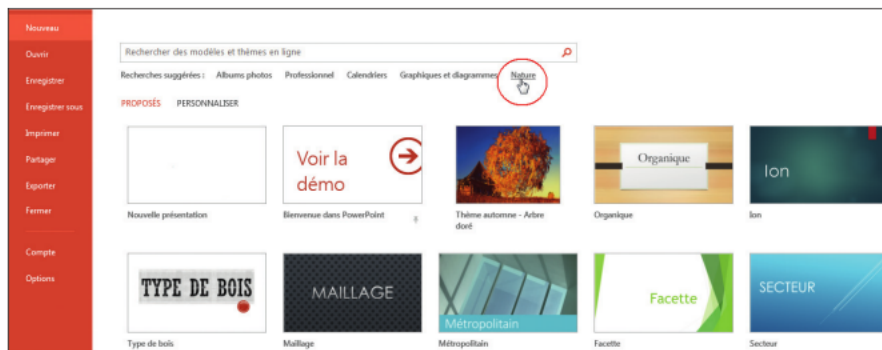 Nouveau
Ouvrir
Enregistrer
Enregistrer sous
Imprimer
Partager
Exporter
Fermer
Compte
Options
Rechercher des modèles et thèmes en ligne
Recherches suggérées : Albums photos Professionnel Calendriers Graphiques et diagrammes Nature
PROPOSÉS PERSONNALISER
Voir la
démo
Organique
Ion
Nouvelle présentation
Bienvenue dans PowerPoint
Thème automne - Arbre
doré
Organique
Ion
TYPE DE BOIS
MAILLAGE
Métropolitain
Facette
SECTEUR
Type de bois
Maillage
Métropolitain
Facette
Secteur